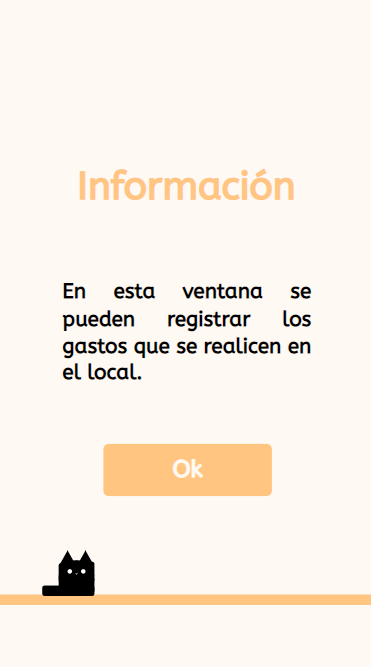 Información
En esta ventana se
pueden registrar los
gastos que se realicen en
el local.
Ok